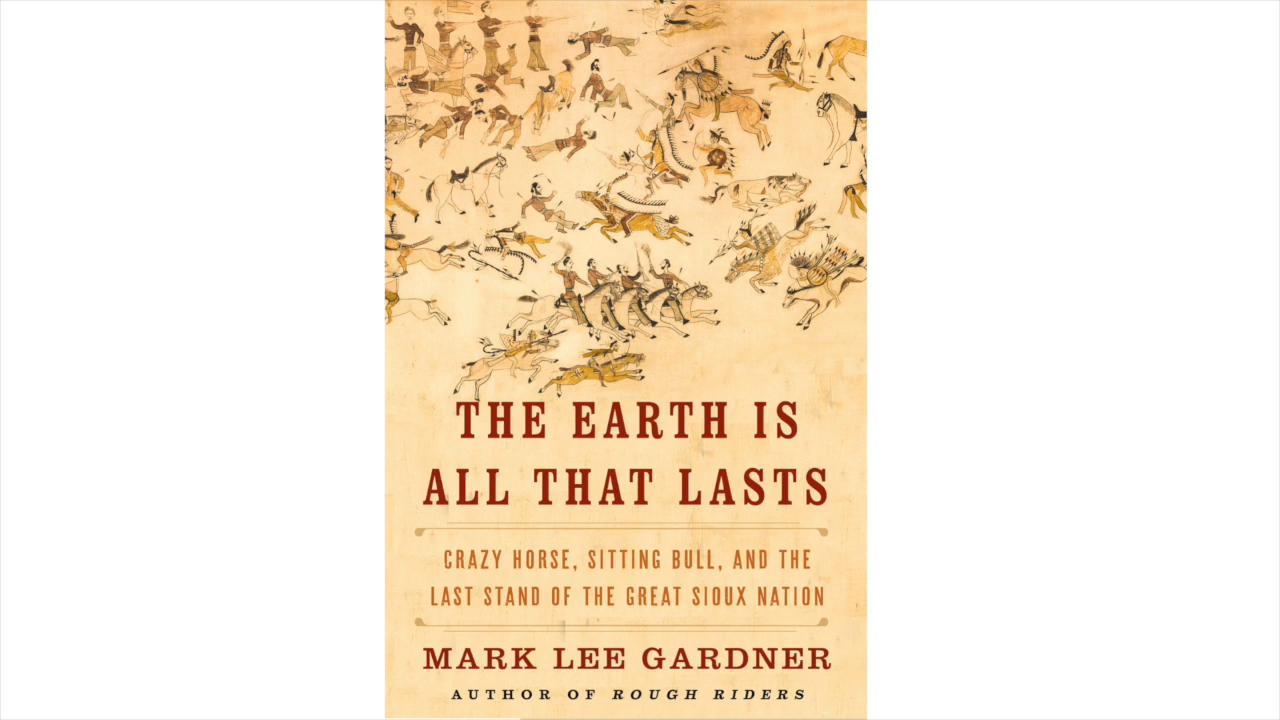 THE EARTH IS
ALL THAT LASTS
CRAZY HORSE, SITTING BULL, AND THE
LAST STAND OF THE GREAT SIOUX NATION
MARK LEE GARDNER
AUTHOR OF ROUGH RIDERS